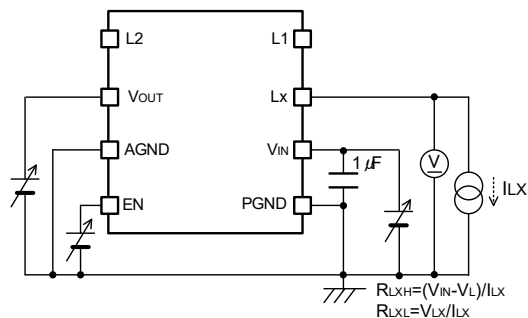 L2 L1
VOUT Lx
AGND VIN
1 μF
V
ILX
EN PGND
RLXH=(VIN-VL)/ILX
RLXL=VLX/ILX